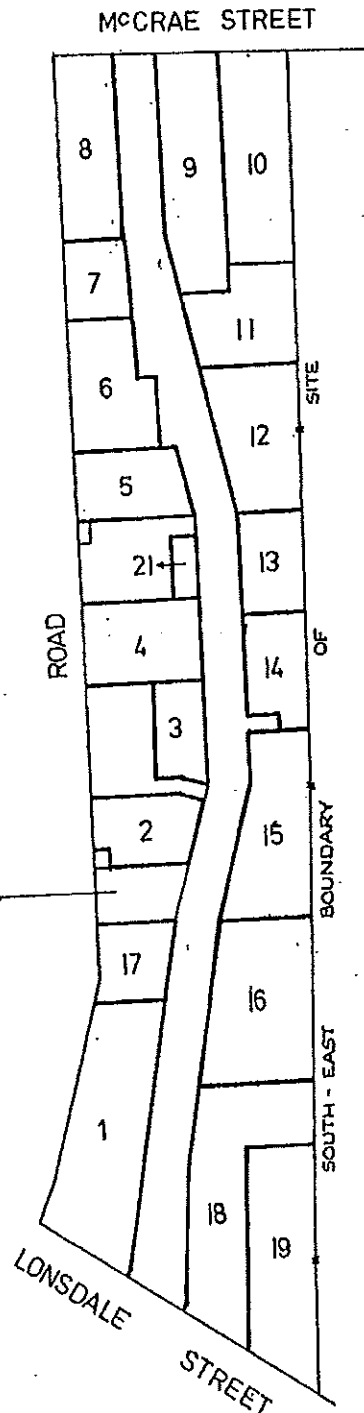 McCRAE STREET
8
9
10
7
11
6
SITE
12
5
21
13
ROAD
4
OF
14
3
2
15
BOUNDARY
17
16
1
SOUTH-EAST
18
19
LONSDALE STREET